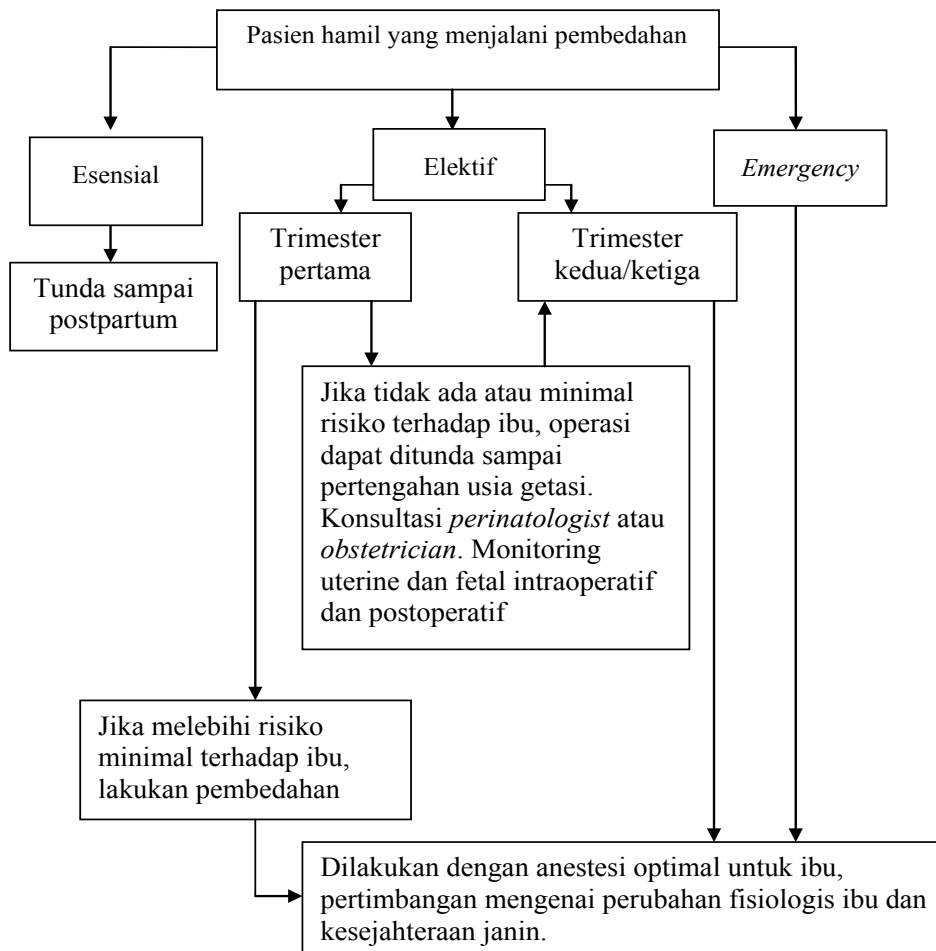 Pasien hamil yang menjalani pembedahan
Esensial
Elektif
Emergency
Tunda sampai
postpartum
Trimester
pertama
Trimester
kedua/ketiga
Jika tidak ada atau minimal
risiko terhadap ibu, operasi
dapat ditunda sampai
pertengahan usia getasi.
Konsultasi perinatologist atau
obstetrician. Monitoring
uterine dan fetal intraoperatif
dan postoperatif
Jika melebihi risiko
minimal terhadap ibu,
lakukan pembedahan
Dilakukan dengan anestesi optimal untuk ibu,
pertimbangan mengenai perubahan fisiologis ibu dan
kesejahteraan janin.